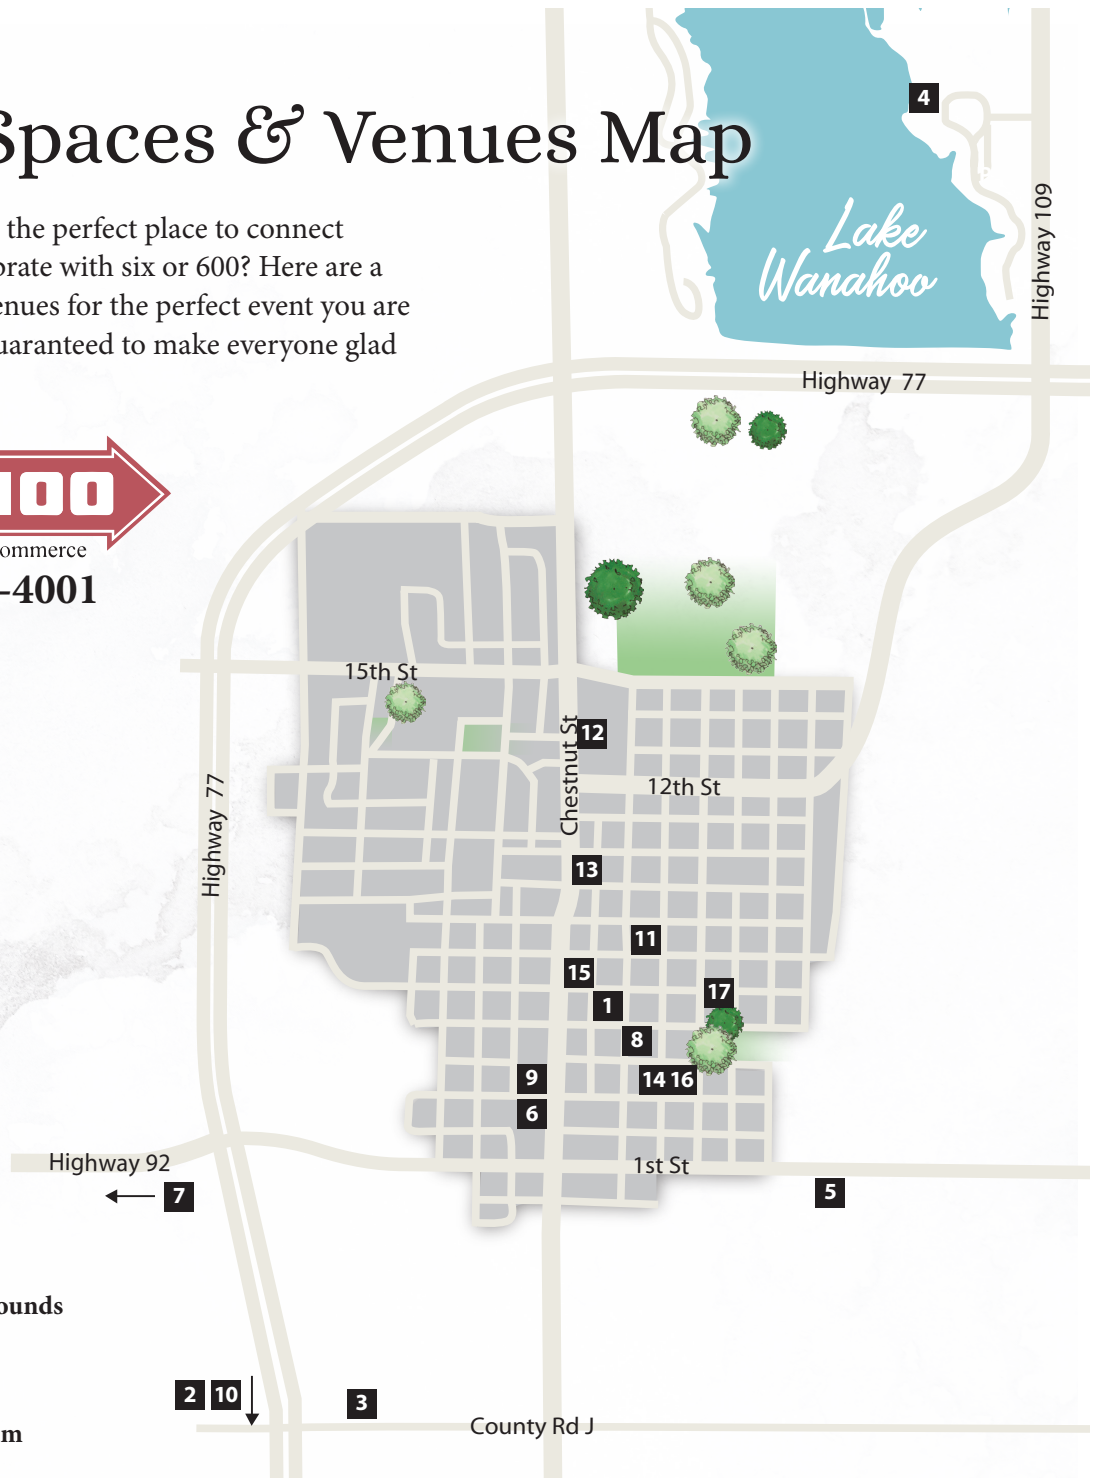 Spaces & Venues Map
the perfect place to connect
brate with six or 600? Here are a
enues for the perfect event you are
uaranteed to make everyone glad
100
ommerce
-4001
4
Lake
Wanahoo
Highway 109
Highway 77
15th St
Chestnut St
12
12th St
Highway 77
13
11
15
17
1
8
9
14 16
6
Highway 92
1st St
7
5
ounds
2 10
3
County Rd J
m